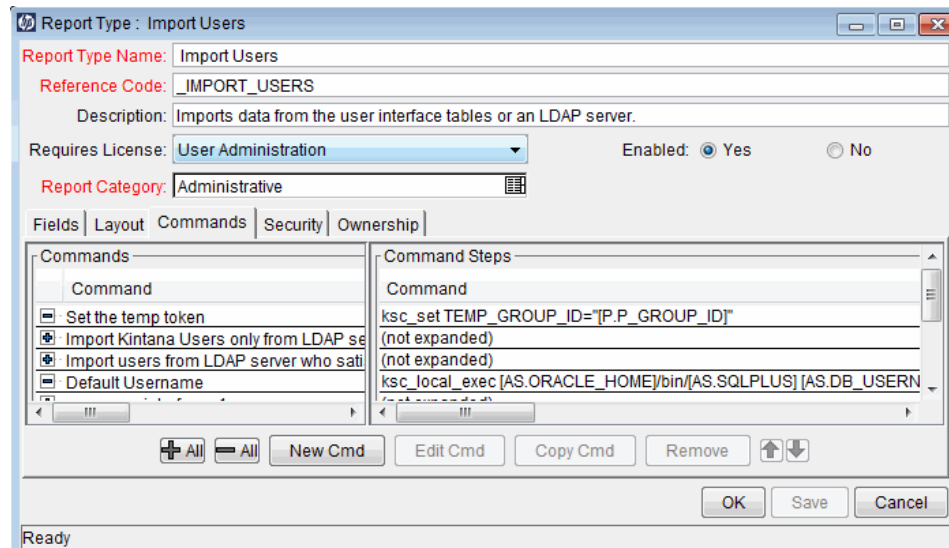 Report Type : Import Users
Report Type Name: Import Users
Reference Code: _IMPORT_USERS
Description: Imports data from the user interface tables or an LDAP server.
Requires License: User Administration Enabled: Yes No
Report Category: Administrative
Fields Layout Commands Security Ownership
Commands Command Steps
Command Command
Set the temp token ksc_set TEMP_GROUP_ID="[P.P_GROUP_ID]"
Import Kintana Users only from LDAP se (not expanded)
Import users from LDAP server who sati (not expanded)
Default Username ksc_local_exec [AS.ORACLE_HOME]/bin/[AS.SQLPLUS] [AS.DB_USERN
All All New Cmd Edit Cmd Copy Cmd Remove
OK Save Cancel
Ready